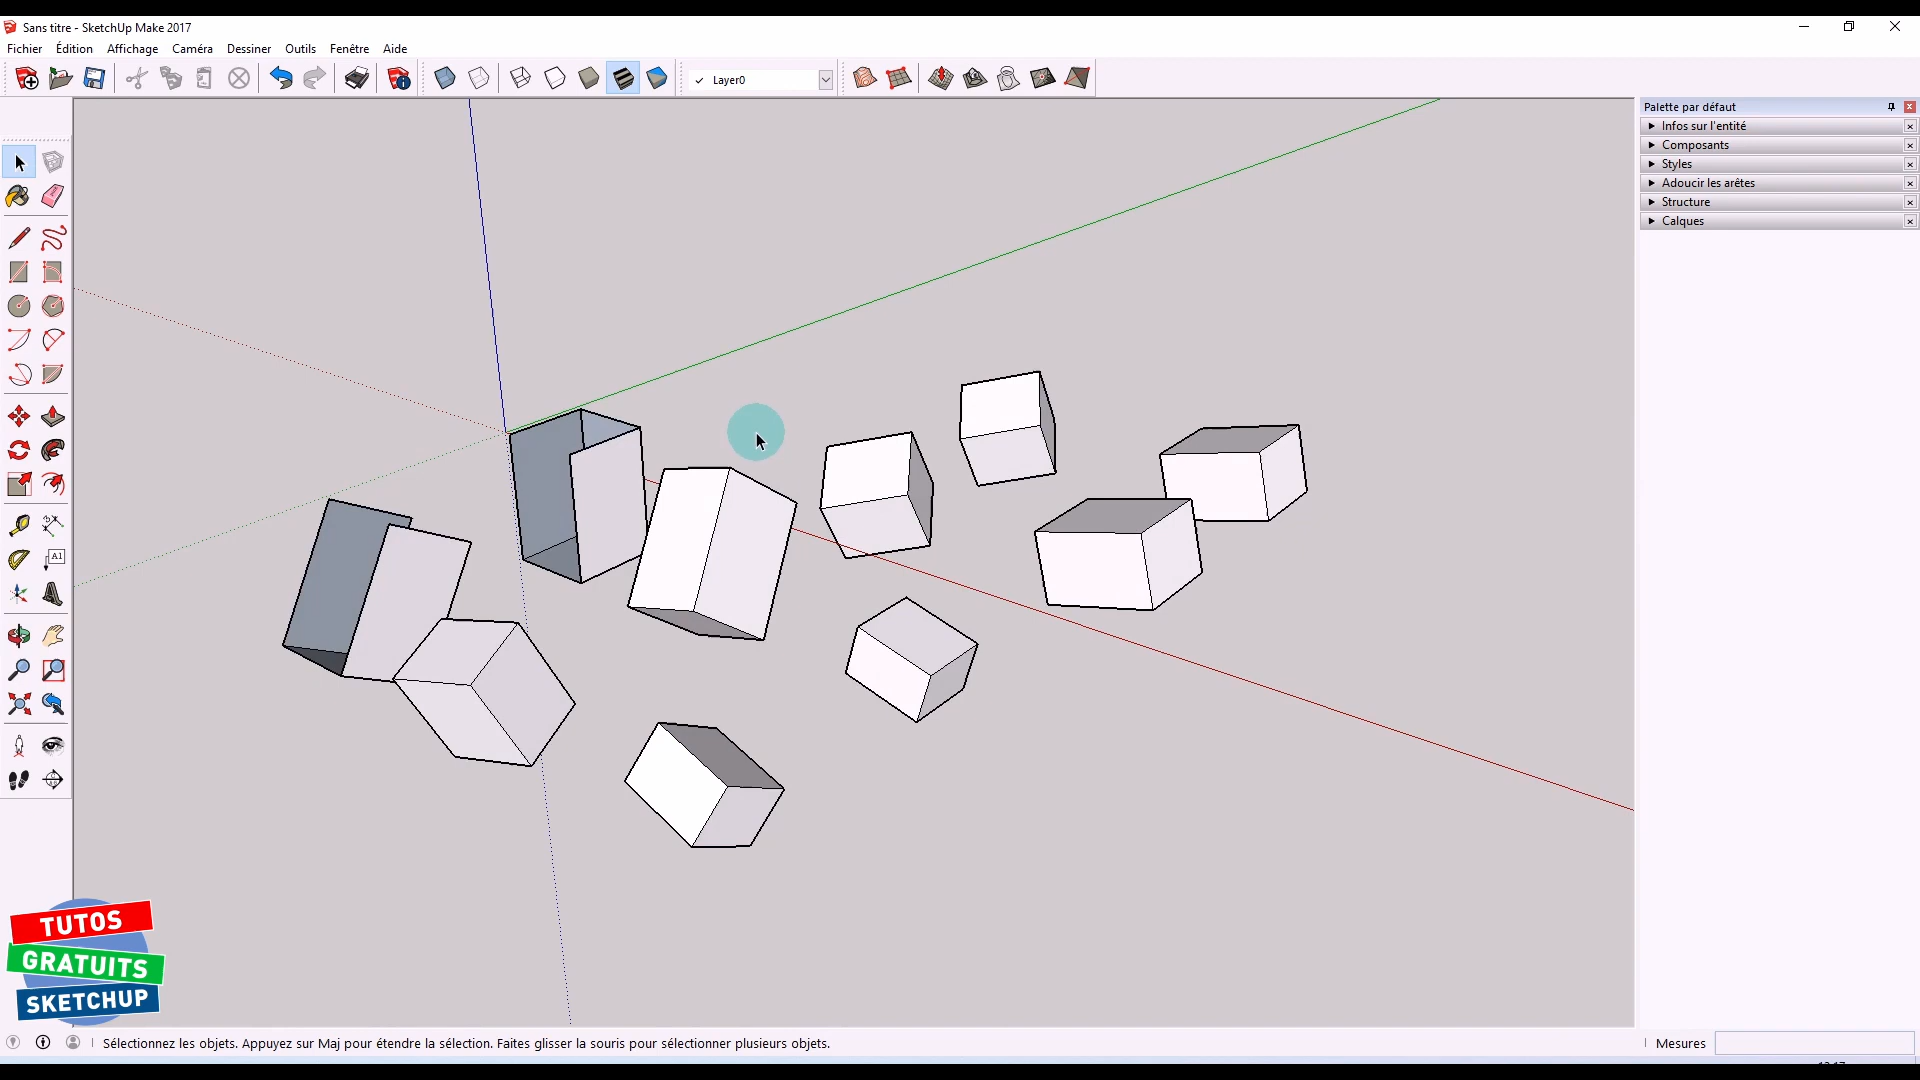 Sans titre - SketchUp Make 2017
Fichier Édition Affichage Caméra Dessiner Outils Fenêtre Aide
Layer0
Palette par défaut
Infos sur l'entité
Composants
Styles
Adoucir les arêtes
Structure
Calques
A1
TUTOS
GRATUITS
SKETCHUP
Sélectionnez les objets. Appuyez sur Maj pour étendre la sélection. Faites glisser la souris pour sélectionner plusieurs objets.
Mesures